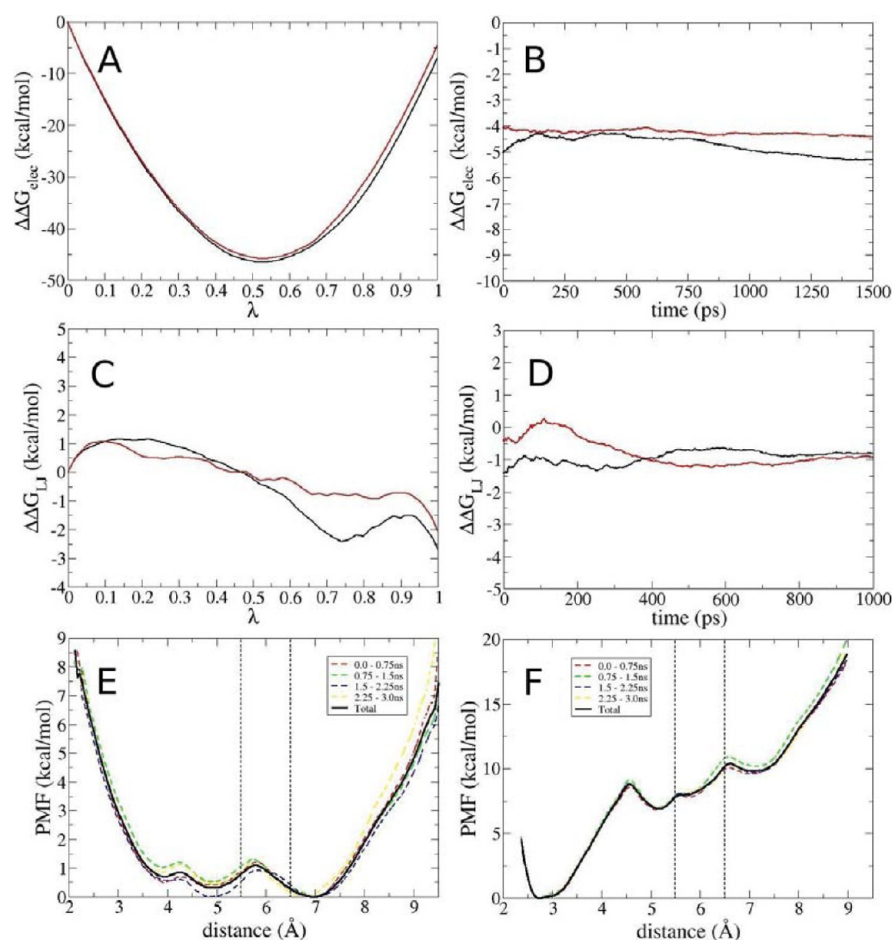 A
ΔΔG_elec (kcal/mol)
0
-10
-20
-30
-40
-50
0 0.1 0.2 0.3 0.4 0.5 0.6 0.7 0.8 0.9 1
λ
B
ΔΔG_elec (kcal/mol)
0
-1
-2
-3
-4
-5
-6
-7
-8
-9
-10
0 250 500 750 1000 1250 1500
time (ps)
C
ΔΔG_LJ (kcal/mol)
5
4
3
2
1
0
-1
-2
-3
-4
0 0.1 0.2 0.3 0.4 0.5 0.6 0.7 0.8 0.9 1
λ
D
ΔΔG_LJ (kcal/mol)
3
2
1
0
-1
-2
-3
-4
-5
0 200 400 600 800 1000
time (ps)
E
PMF (kcal/mol)
9
8
7
6
5
4
3
2
1
0
2 3 4 5 6 7 8 9
distance (Å)
0.0 - 0.75ns
0.75 - 1.5ns
1.5 - 2.25ns
2.25 - 3.0ns
Total
F
PMF (kcal/mol)
20
15
10
5
0
2 3 4 5 6 7 8 9 10
distance (Å)
0.0 - 0.75ns
0.75 - 1.5ns
1.5 - 2.25ns
2.25 - 3.0ns
Total